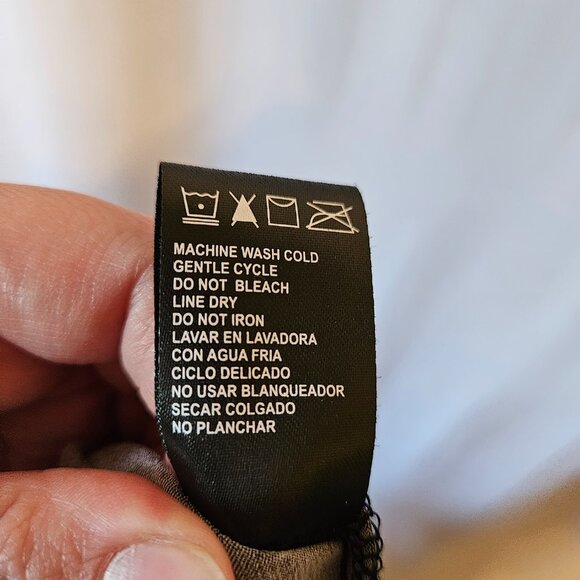 MACHINE WASH COLD
GENTLE CYCLE
DO NOT BLEACH
LINE DRY
DO NOT IRON
LAVAR EN LAVADORA
CON AGUA FRIA
CICLO DELICADO
NO USAR BLANQUEADOR
SECAR COLGADO
NO PLANCHAR